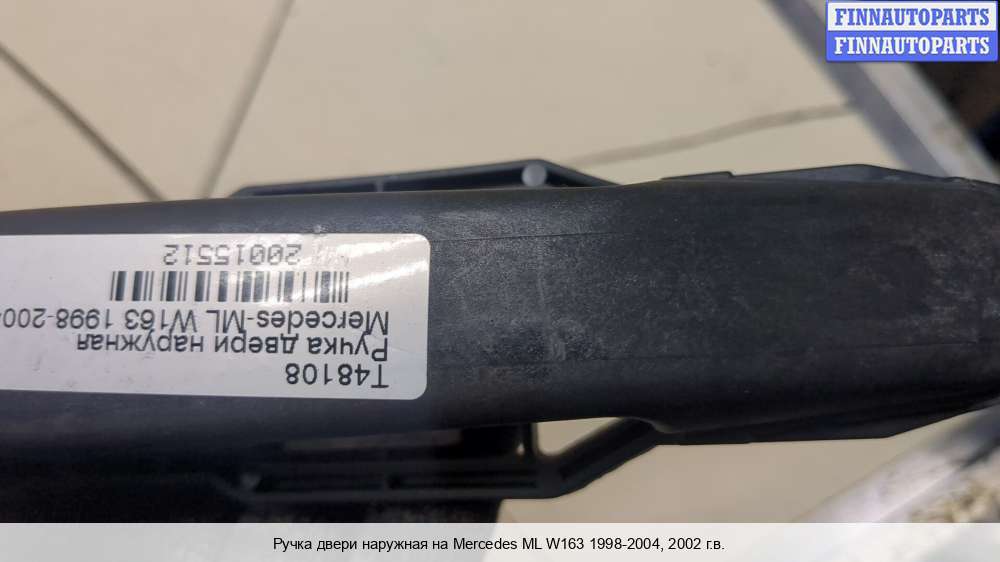 FINNAUTOPARTS
FINNAUTOPARTS
T48108
Ручка двери наружная
Mercedes-ML W163 1998-200
20015512
Ручка двери наружная на Mercedes ML W163 1998-2004, 2002 г.в.